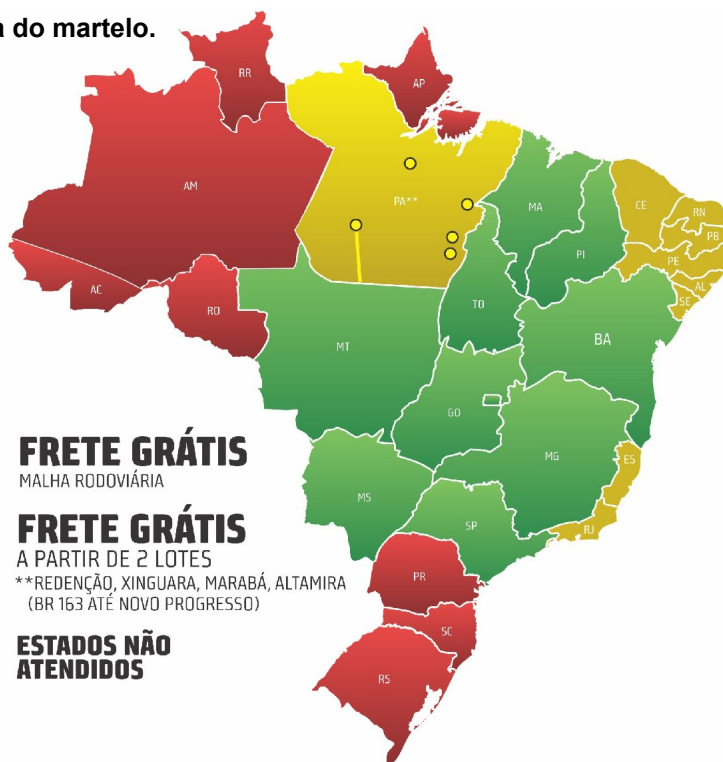 a do martelo.
RR
AP
AM
PA**
MA
CE
RN
PB
PE
AL
SE
PI
AC
RO
TO
BA
MT
GO
MG
ES
MS
SP
RJ
PR
SC
RS
FRETE GRÁTIS
MALHA RODOVIÁRIA
FRETE GRÁTIS
A PARTIR DE 2 LOTES
**REDENÇÃO, XINGUARA, MARABÁ, ALTAMIRA
(BR 163 ATÉ NOVO PROGRESSO)
ESTADOS NÃO
ATENDIDOS